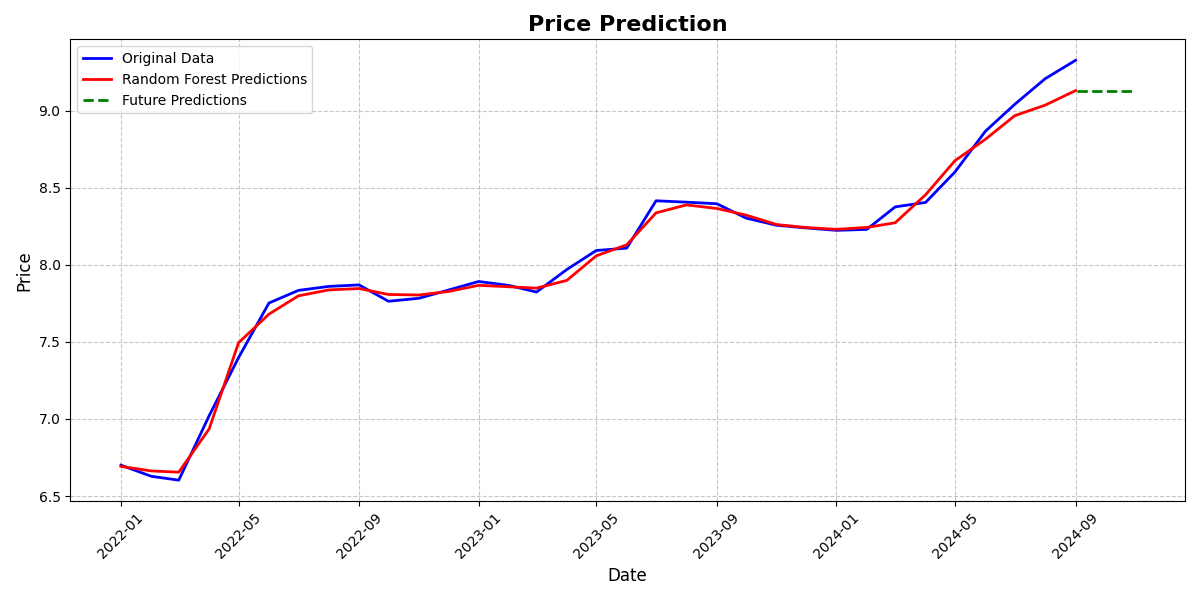 Price Prediction
Original Data
Random Forest Predictions
Future Predictions
Price
9.0
8.5
8.0
7.5
7.0
6.5
2022-01
2022-05
2022-09
2023-01
2023-05
2023-09
2024-01
2024-05
2024-09
Date